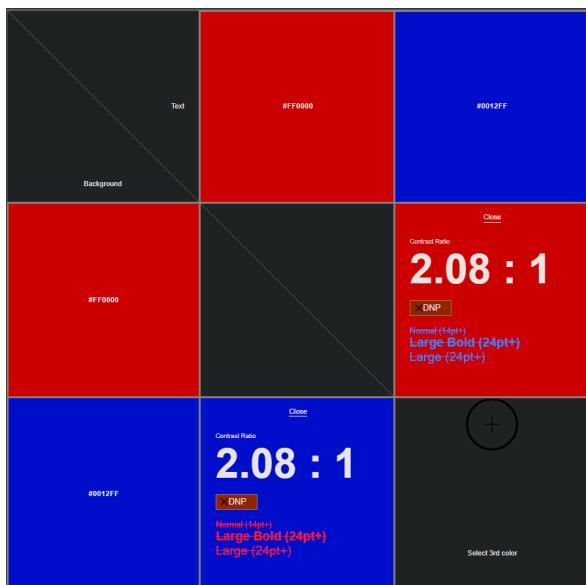 Text
Background
#FF0000
#0012FF
#FF0000
Close
Contrast Ratio
2.08 : 1
DNP
Normal (14pt+)
Large Bold (24pt+)
Large (24pt+)
#0012FF
Close
Contrast Ratio
2.08 : 1
DNP
Normal (14pt+)
Large Bold (24pt+)
Large (24pt+)
Select 3rd color